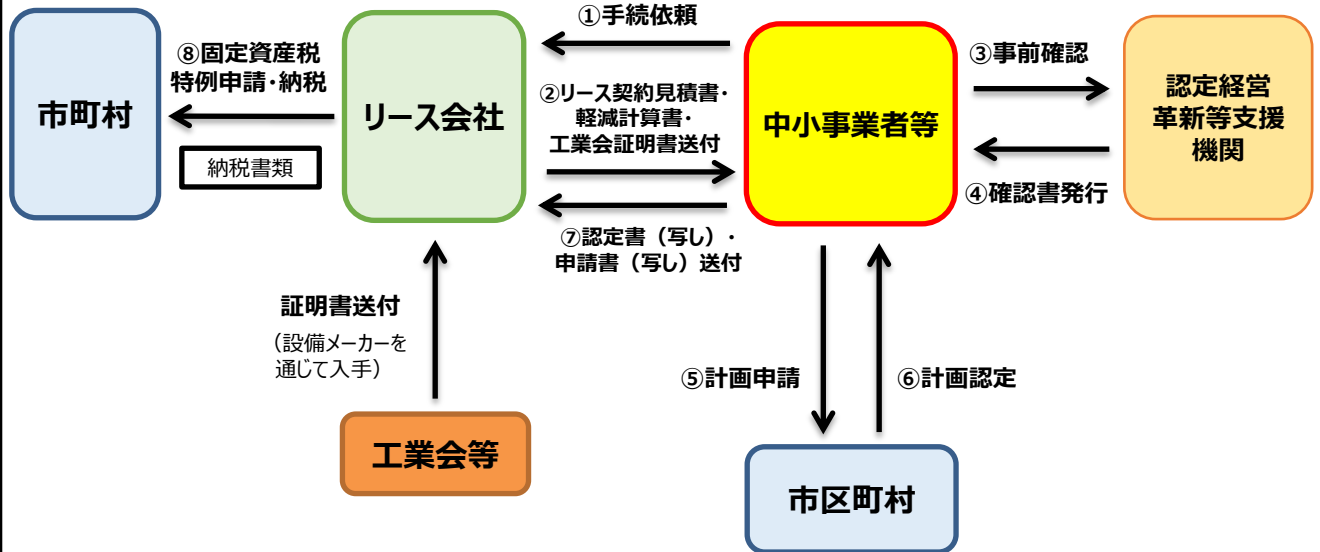 ①手続依頼
⑧固定資産税
特例申請・納税
市町村
納税書類
リース会社
②リース契約見積書・
軽減計算書・
工業会証明書送付
中小事業者等
③事前確認
④確認書発行
認定経営
革新等支援
機関
⑦認定書（写し）・
申請書（写し）送付
証明書送付
（設備メーカーを
通じて入手）
工業会等
⑤計画申請
⑥計画認定
市区町村